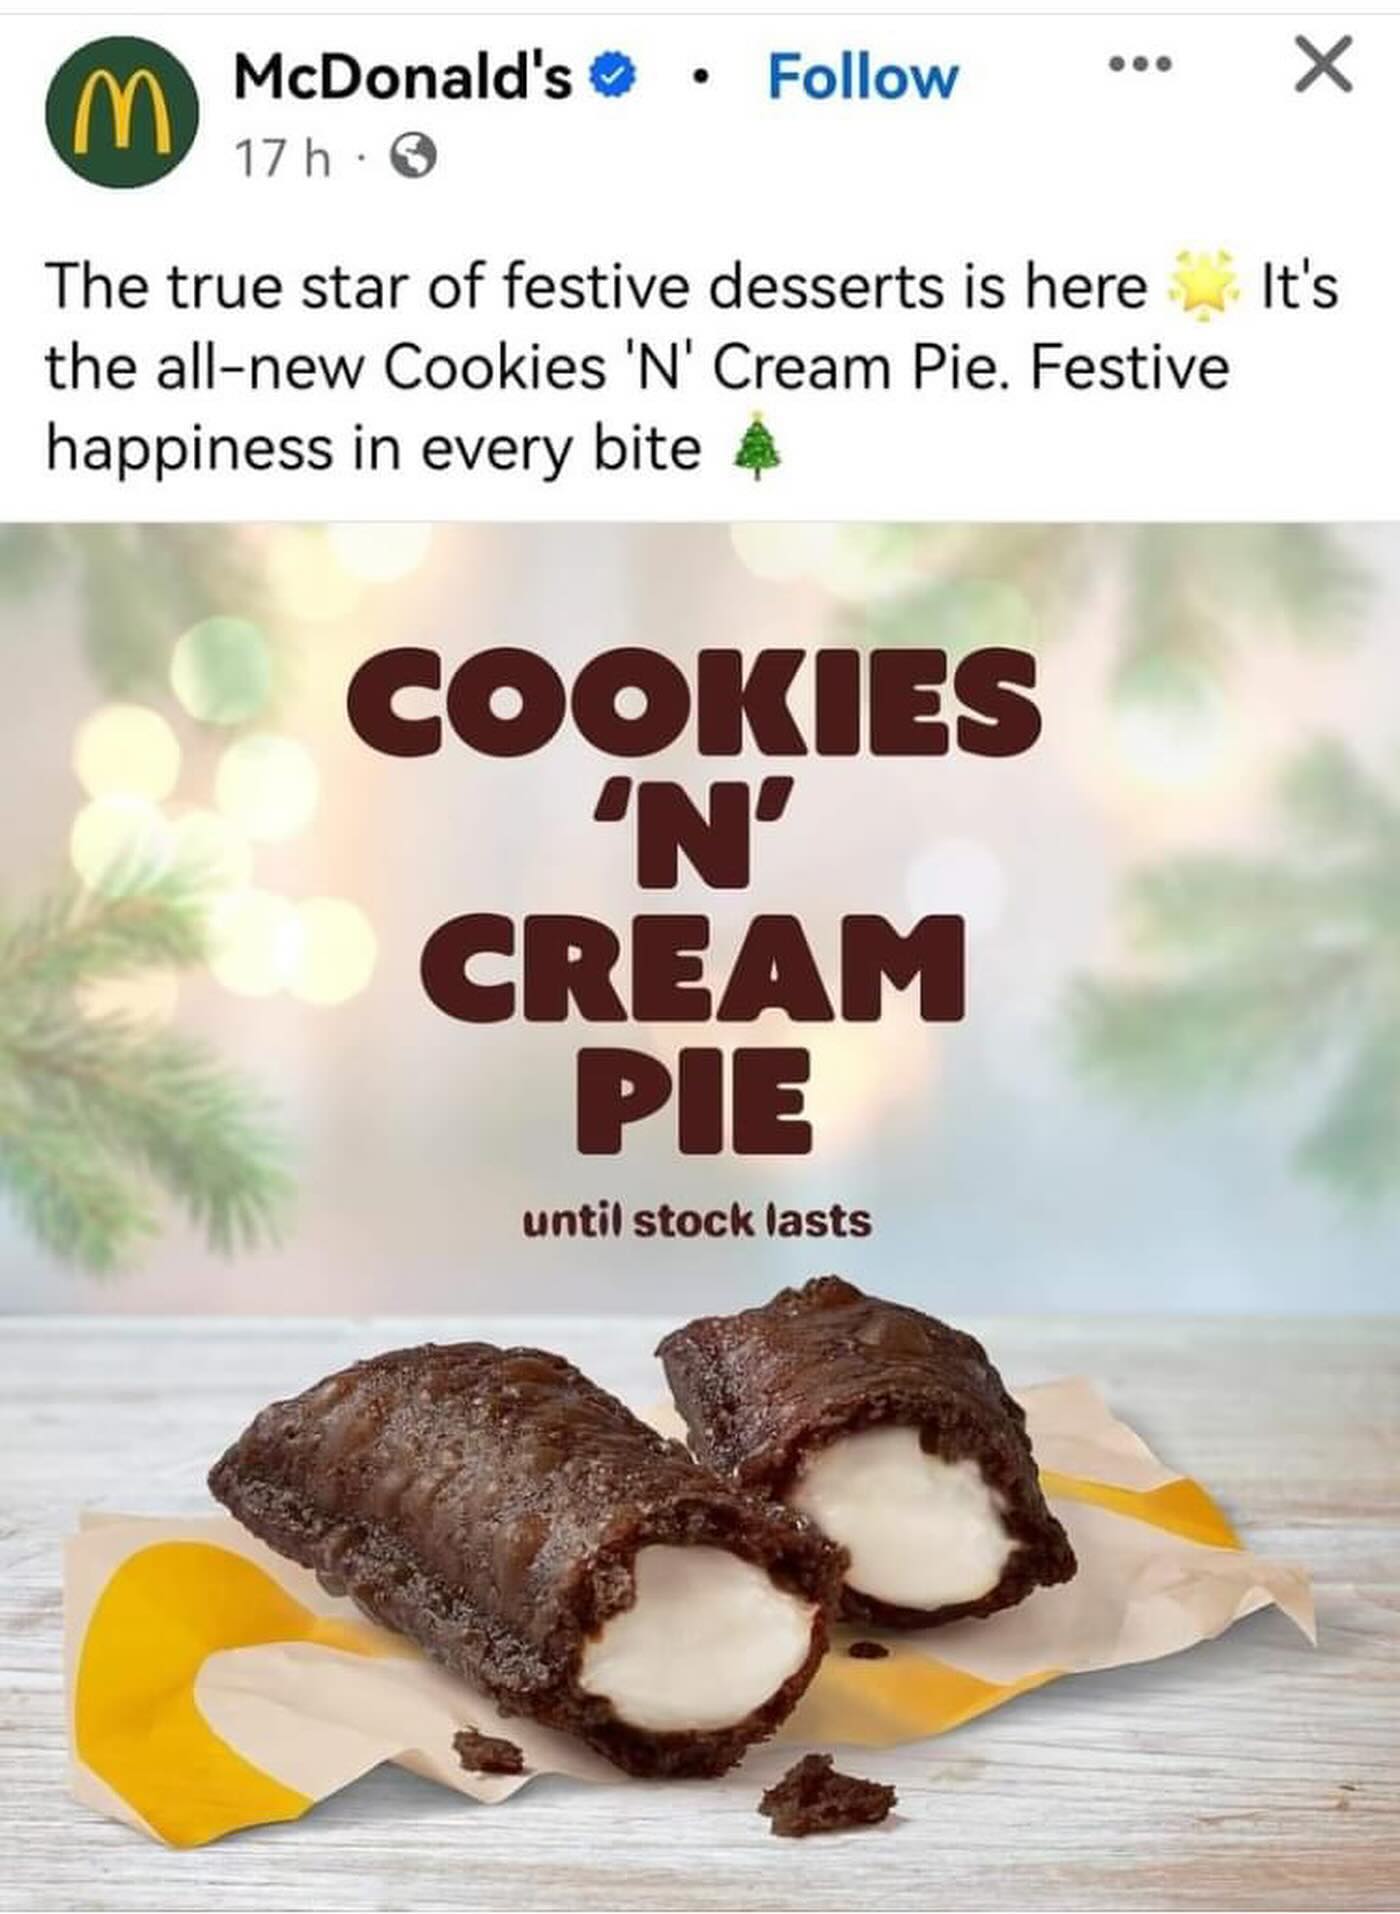 McDonald's • Follow
17 h ·
The true star of festive desserts is here 🌟 It's
the all-new Cookies 'N' Cream Pie. Festive
happiness in every bite 🎄
COOKIES
'N'
CREAM
PIE
until stock lasts